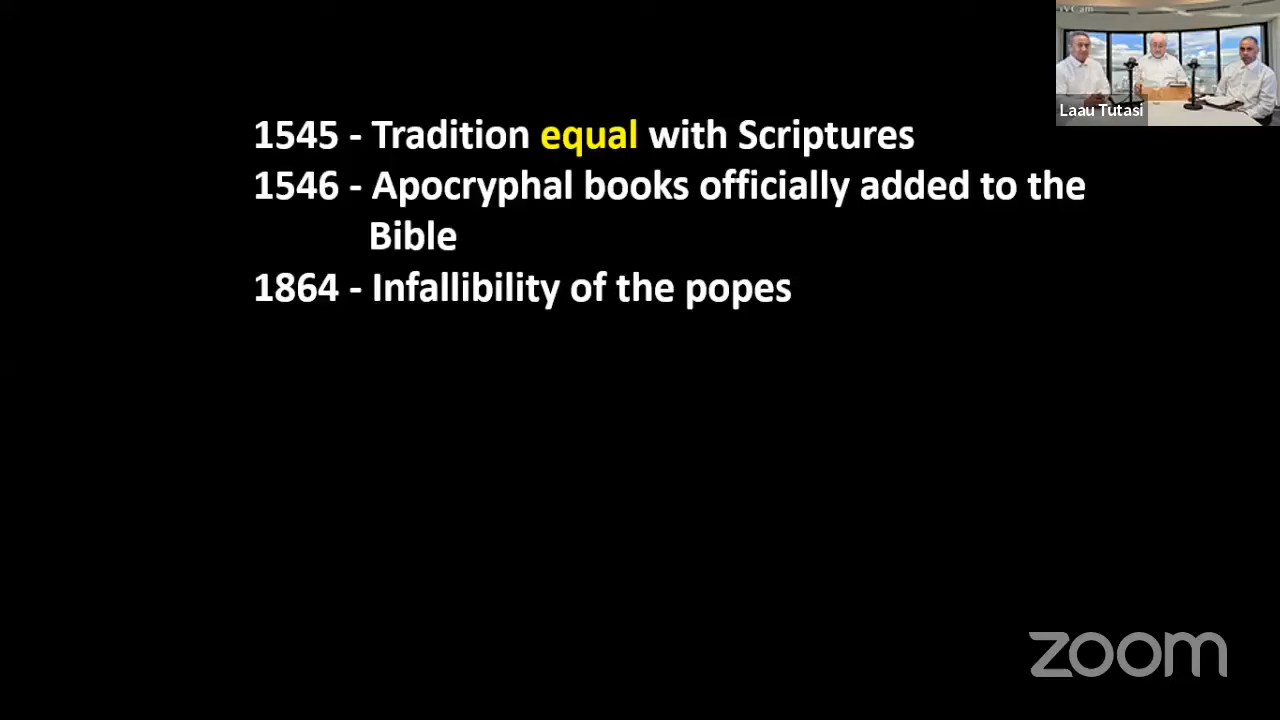 1545 - Tradition equal with Scriptures
1546 - Apocryphal books officially added to the
Bible
1864 - Infallibility of the popes
Laau Tutasi
zoom